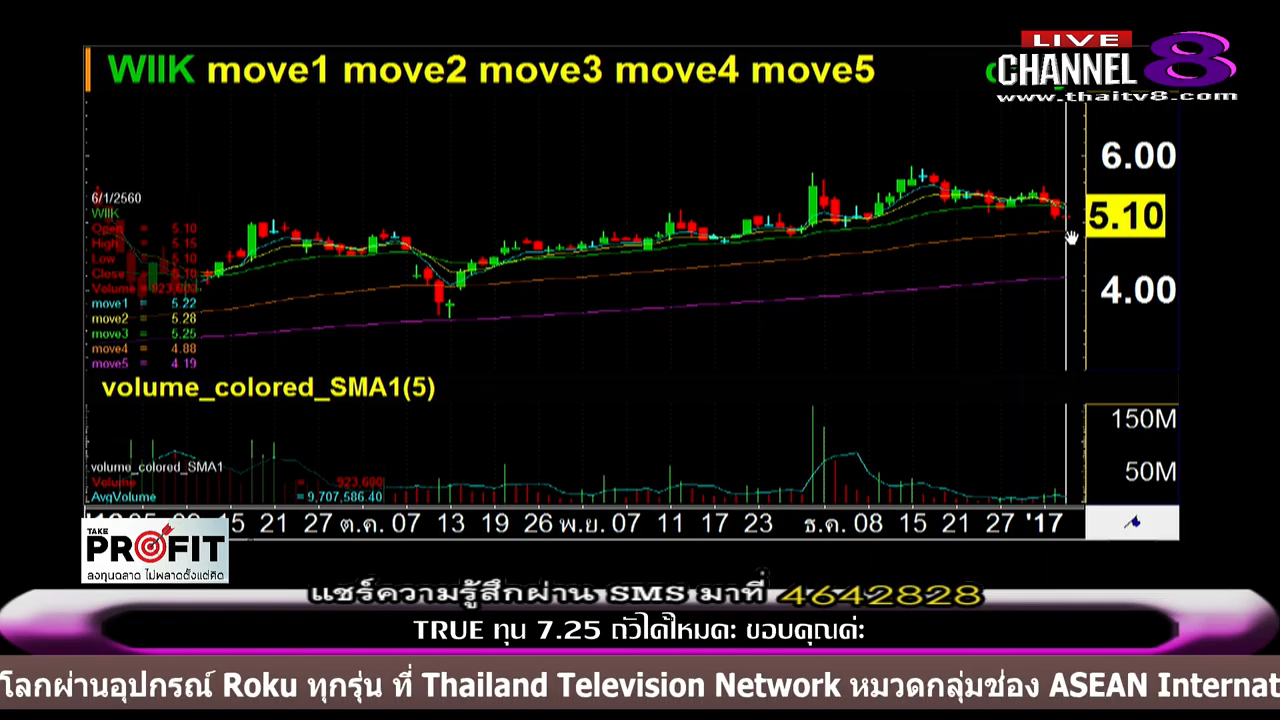 LIVE
CHANNEL 8
www.thaitv8.com
WIIK move1 move2 move3 move4 move5
6.00
5.10
4.00
6/1/2560
WIIK
Open = 5.10
High = 5.15
Low = 5.10
Close = 5.10
Volume = 923,600
move1 = 5.22
move2 = 5.28
move3 = 5.25
move4 = 4.88
move5 = 4.19
volume_colored_SMA1(5)
150M
50M
volume_colored_SMA1
Volume = 923,600
AvgVolume = 9,707,586.40
15 21 27 ต.ค. 07 13 19 26 พ.ย. 07 11 17 23 ธ.ค. 08 15 21 27 '17
TAKE
PROFIT
ลงทุนฉลาด ไม่พลาดตั้งแต่คิด
แชร์ความรู้สึกผ่าน SMS มาที่ 4642828
TRUE ทุน 7.25 ถัวได้ไหมคะ ขอบคุณค่ะ
โลกผ่านอุปกรณ์ Roku ทุกรุ่น ที่ Thailand Television Network หมวดกลุ่มช่อง ASEAN Internat